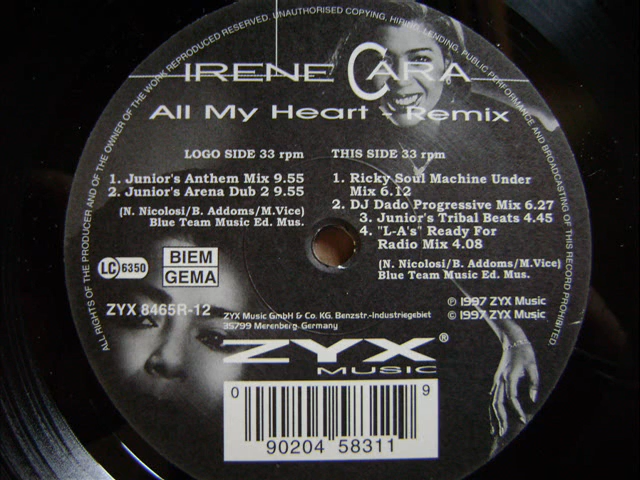 ALL RIGHTS OF THE PRODUCER AND OF THE OWNER OF THE WORK REPRODUCED RESERVED. UNAUTHORISED COPYING, HIRING, LENDING, PUBLIC PERFORMANCE AND BROADCASTING OF THIS RECORD PROHIBITED.
IRENE CARA
All My Heart - Remix
LOGO SIDE 33 rpm
1. Junior's Anthem Mix 9.55
2. Junior's Arena Dub 2 9.55
(N. Nicolosi/B. Addoms/M.Vice)
Blue Team Music Ed. Mus.
THIS SIDE 33 rpm
1. Ricky Soul Machine Under
Mix 6.12
2. DJ Dado Progressive Mix 6.27
3. Junior's Tribal Beats 4.45
4. "L-A's" Ready For
Radio Mix 4.08
(N. Nicolosi/B. Addoms/M.Vice)
Blue Team Music Ed. Mus.
LC 6350
BIEM
GEMA
ZYX 8465R-12
ZYX Music GmbH & Co. KG. Benzstr.-Industriegebiet
35799 Merenberg. Germany
℗ 1997 ZYX Music
© 1997 ZYX Music
ZYX®
MUSIC
0 90204 58311 9